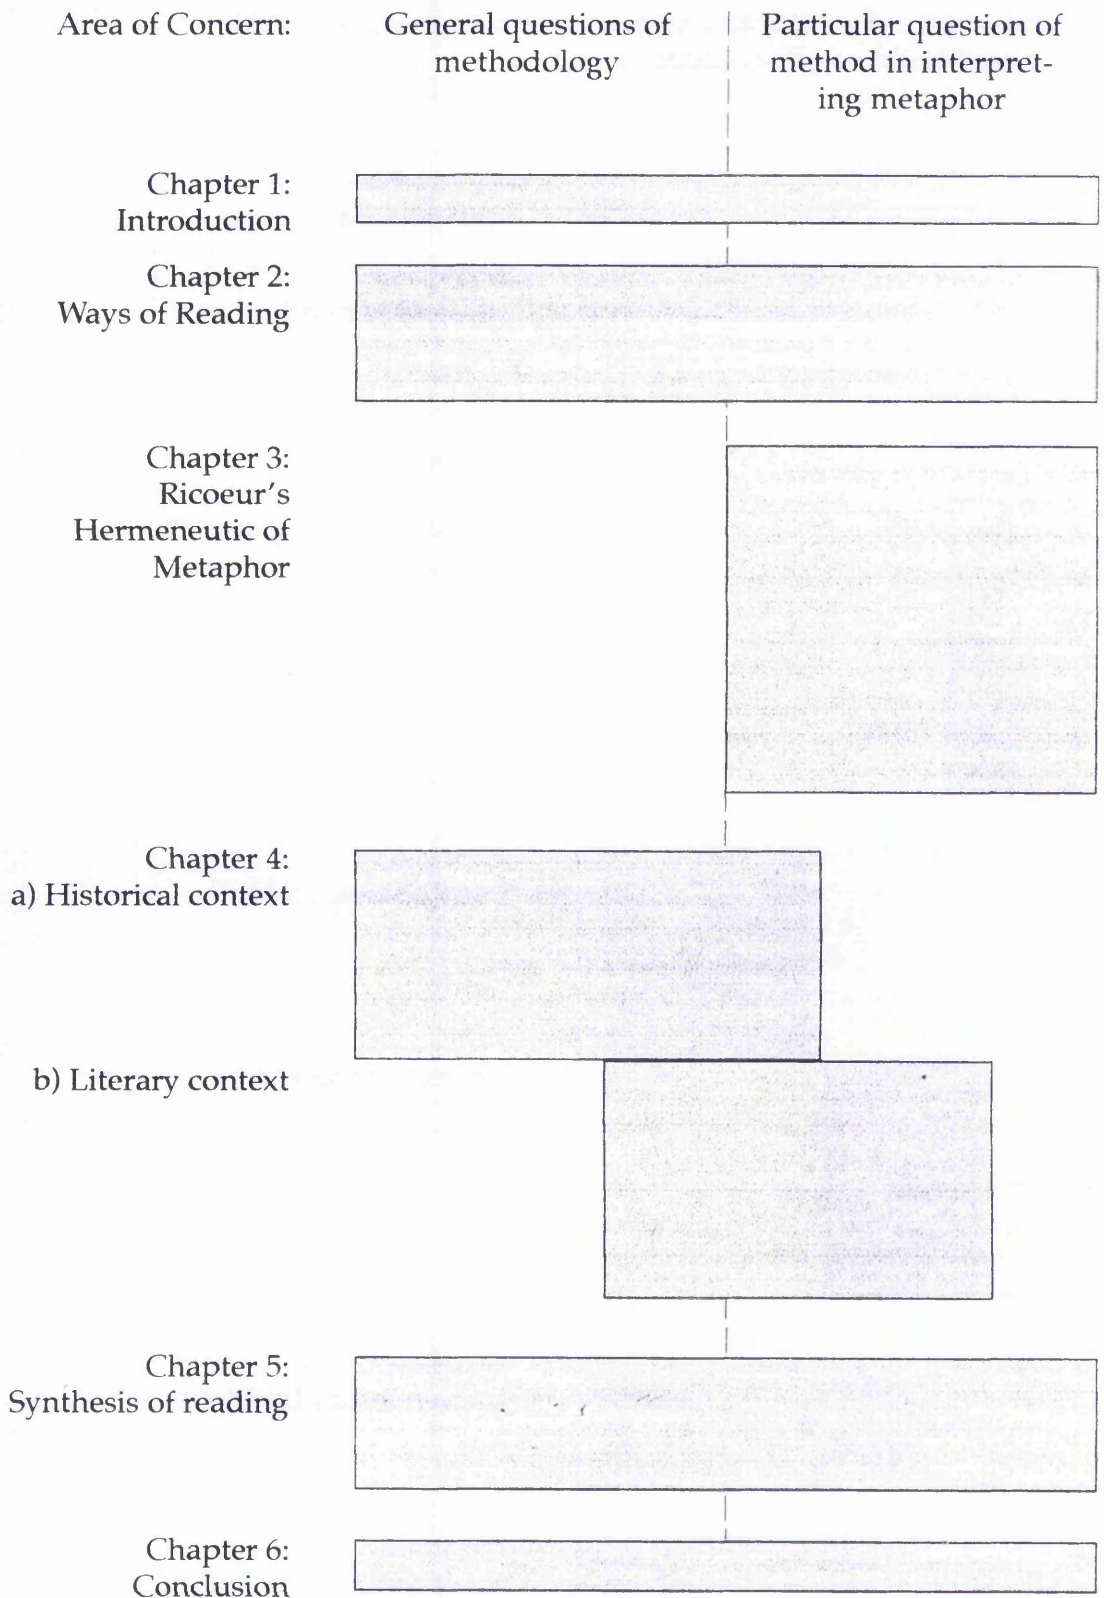 Area of Concern:
General questions of
methodology
Particular question of
method in interpret-
ing metaphor
Chapter 1:
Introduction
Chapter 2:
Ways of Reading
Chapter 3:
Ricoeur's
Hermeneutic of
Metaphor
Chapter 4:
a) Historical context
b) Literary context
Chapter 5:
Synthesis of reading
Chapter 6:
Conclusion